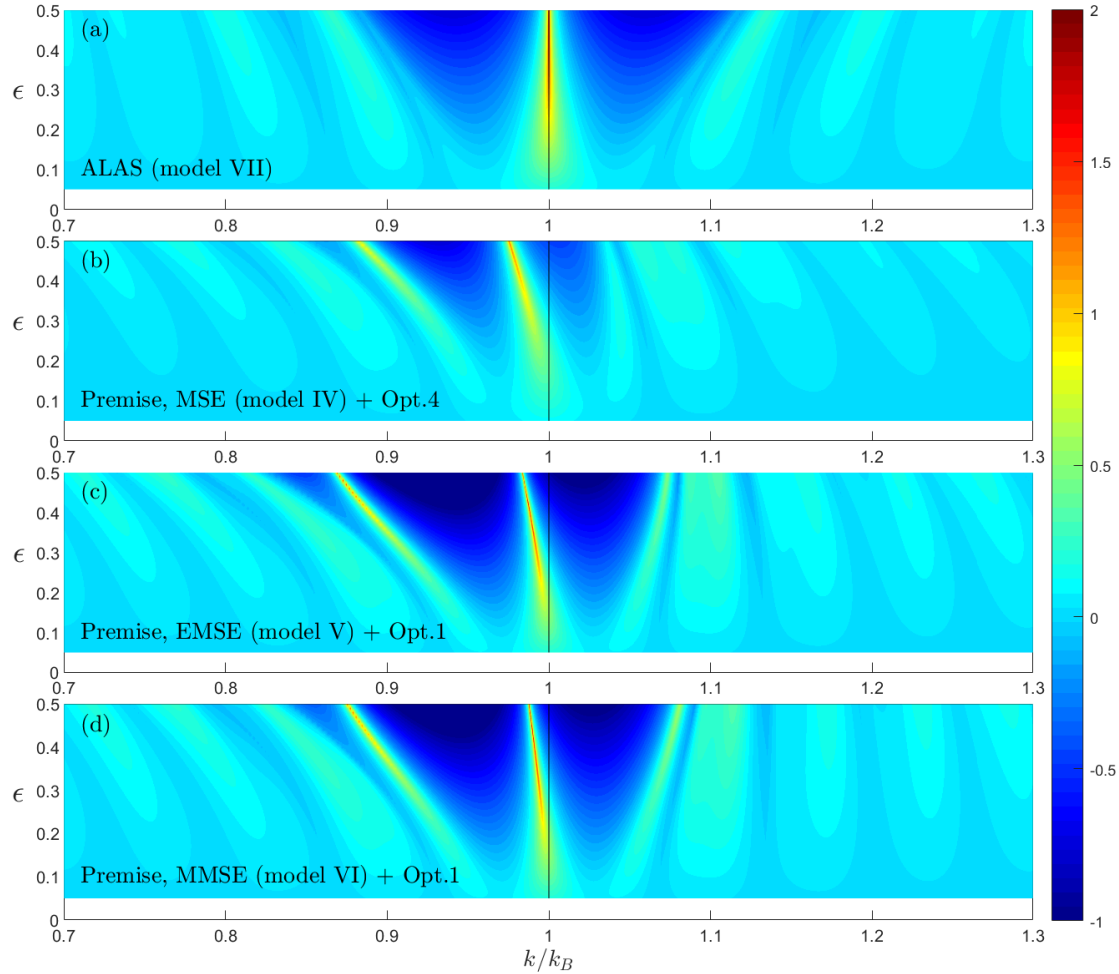 0.5
(a)
0.4
ϵ
0.3
0.2
0.1
ALAS (model VII)
0
0.7 0.8 0.9 1 1.1 1.2 1.3
0.5
(b)
0.4
ϵ
0.3
0.2
0.1
Premise, MSE (model IV) + Opt.4
0
0.7 0.8 0.9 1 1.1 1.2 1.3
0.5
(c)
0.4
ϵ
0.3
0.2
0.1
Premise, EMSE (model V) + Opt.1
0
0.7 0.8 0.9 1 1.1 1.2 1.3
0.5
(d)
0.4
ϵ
0.3
0.2
0.1
Premise, MMSE (model VI) + Opt.1
0
0.7 0.8 0.9 1 1.1 1.2 1.3
k/k_B
2
1.5
1
0.5
0
-0.5
-1